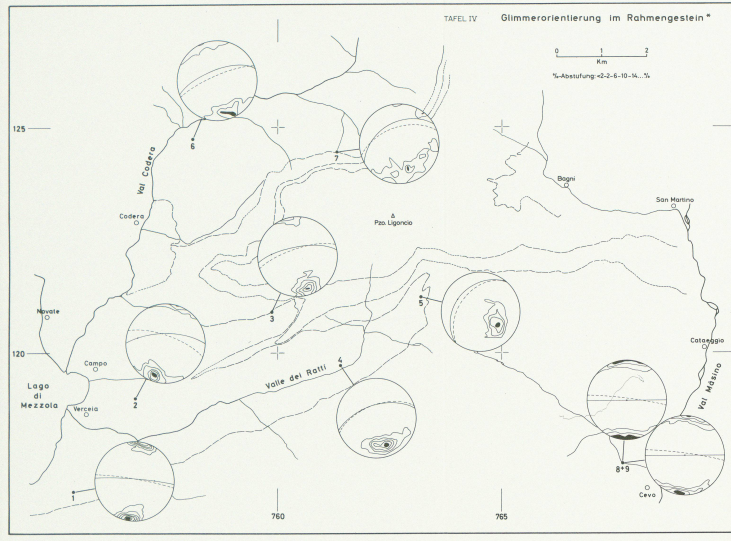 TAFEL IV Glimmerorientierung im Rahmengestein*
0 1 2
Km
‰-Abstufung:<2-2-6-10-14...‰
125
6
7
Val Codera
Codera
Bagni
San Martino
Pzo. Ligoncio
3
5
Novate
Campo
120
4
Valle dei Ratti
Cataeggio
Lago
di
Mezzola
Verceia
2
Val Másino
1
8+9
Cevo
760
765